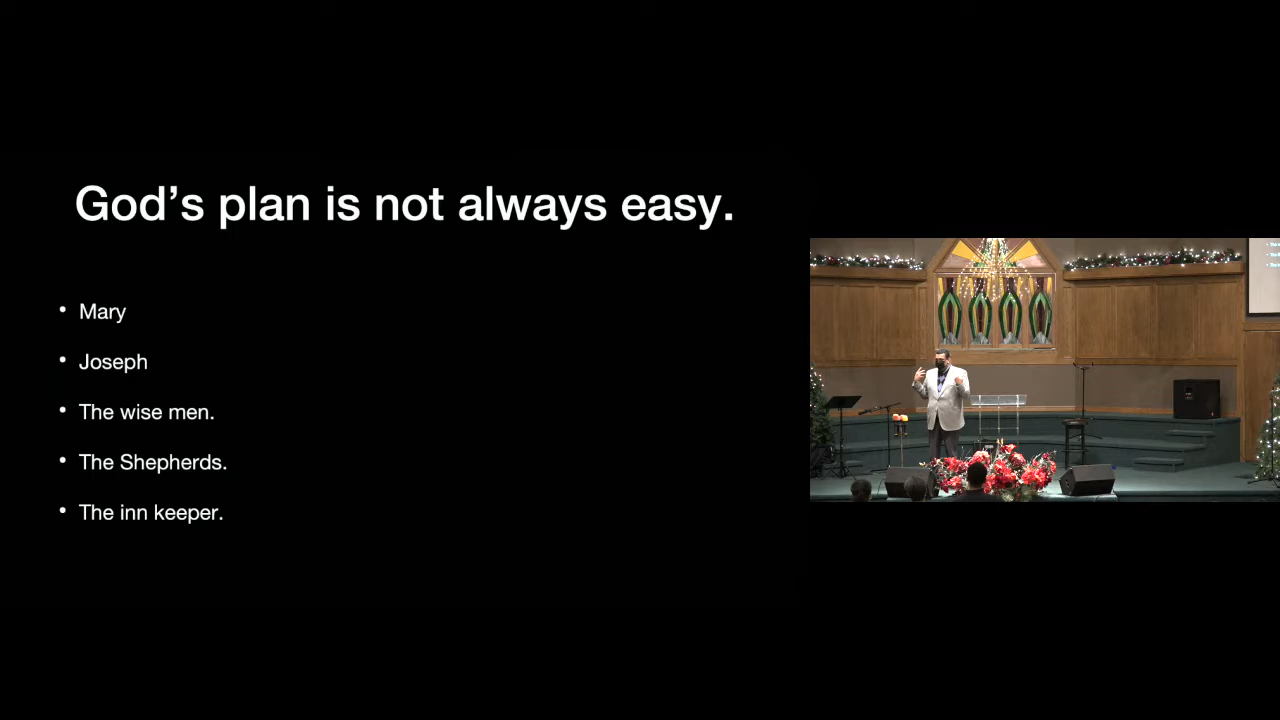 God’s plan is not always easy.
• Mary
• Joseph
• The wise men.
• The Shepherds.
• The inn keeper.